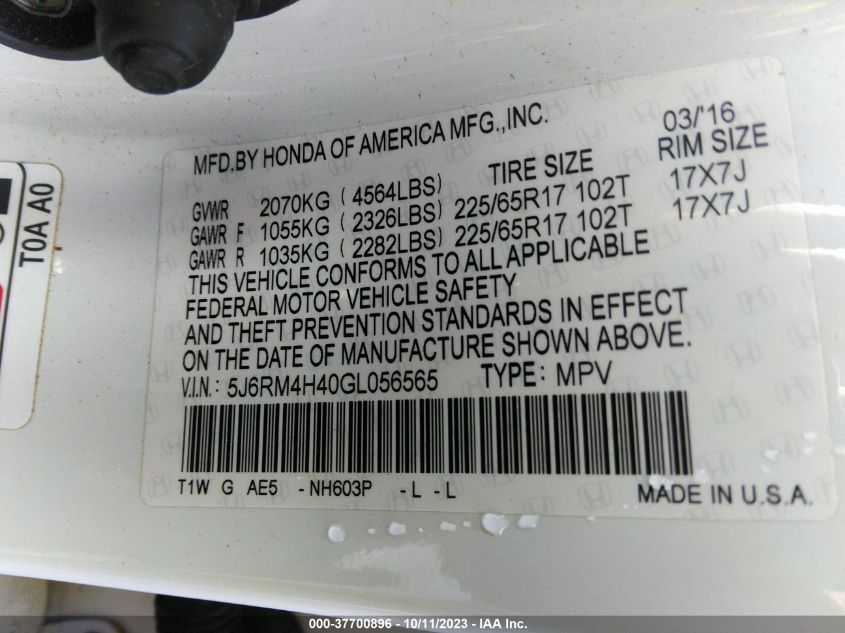 MFD.BY HONDA OF AMERICA MFG.,INC. 03/'16
TIRE SIZE RIM SIZE
GVWR 2070KG (4564LBS)
GAWR F 1055KG (2326LBS) 225/65R17 102T 17X7J
GAWR R 1035KG (2282LBS) 225/65R17 102T 17X7J
THIS VEHICLE CONFORMS TO ALL APPLICABLE
FEDERAL MOTOR VEHICLE SAFETY
AND THEFT PREVENTION STANDARDS IN EFFECT
ON THE DATE OF MANUFACTURE SHOWN ABOVE.
V.I.N.: 5J6RM4H40GL056565 TYPE: MPV
T1W G AE5 -NH603P -L -L
MADE IN U.S.A.
T0A A0
000-37700896 - 10/11/2023 - IAA Inc.